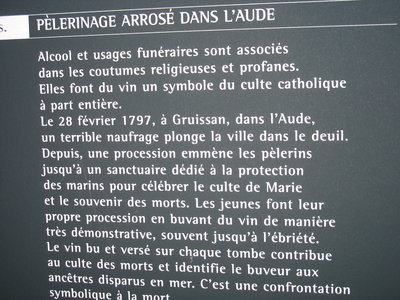 s.
PÈLERINAGE ARROSÉ DANS L'AUDE
Alcool et usages funéraires sont associés
dans les coutumes religieuses et profanes.
Elles font du vin un symbole du culte catholique
à part entière.
Le 28 février 1797, à Gruissan, dans l'Aude,
un terrible naufrage plonge la ville dans le deuil.
Depuis, une procession emmène les pèlerins
jusqu'à un sanctuaire dédié à la protection
des marins pour célébrer le culte de Marie
et le souvenir des morts. Les jeunes font leur
propre procession en buvant du vin de manière
très démonstrative, souvent jusqu'à l'ébriété.
Le vin bu et versé sur chaque tombe contribue
au culte des morts et identifie le buveur aux
ancêtres disparus en mer. C'est une confrontation
symbolique à la mort